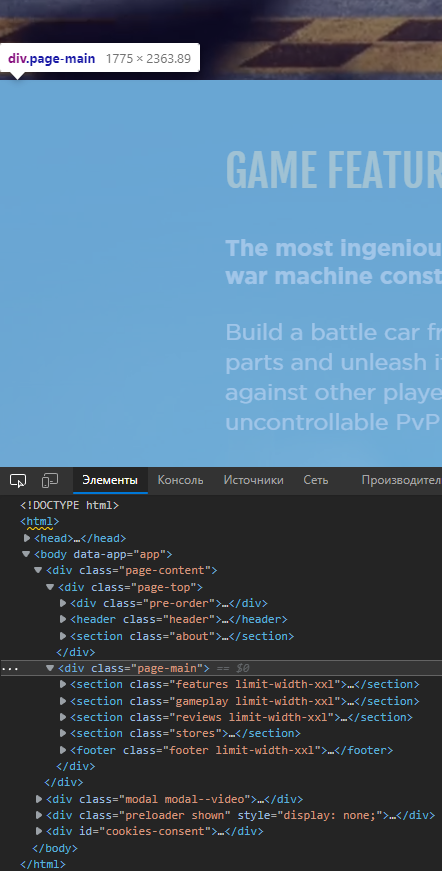 div.page-main 1775 × 2363.89
GAME FEATUR
The most ingeniou
war machine const
Build a battle car fr
parts and unleash i
against other playe
uncontrollable PvP
Элементы Консоль Источники Сеть Производител
<!DOCTYPE html>
<html>
<head>…</head>
<body data-app="app">
<div class="page-content">
<div class="page-top">
<div class="pre-order">…</div>
<header class="header">…</header>
<section class="about">…</section>
</div>
... <div class="page-main"> == $0
<section class="features limit-width-xxl">…</section>
<section class="gameplay limit-width-xxl">…</section>
<section class="reviews limit-width-xxl">…</section>
<section class="stores">…</section>
<footer class="footer limit-width-xxl">…</footer>
</div>
</div>
<div class="modal modal--video">…</div>
<div class="preloader shown" style="display: none;">…</div>
<div id="cookies-consent">…</div>
</body>
</html>